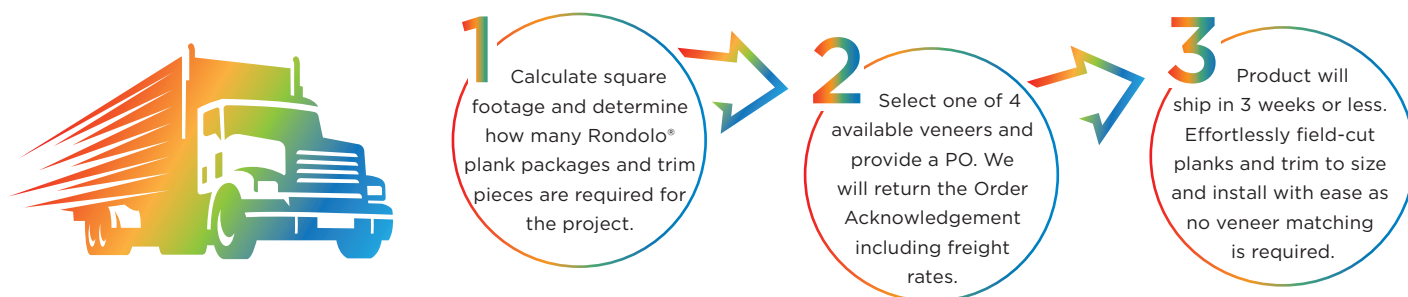 1
Calculate square
footage and determine
how many Rondolo®
plank packages and trim
pieces are required for
the project.
2
Select one of 4
available veneers and
provide a PO. We
will return the Order
Acknowledgement
including freight
rates.
3
Product will
ship in 3 weeks or less.
Effortlessly field-cut
planks and trim to size
and install with ease as
no veneer matching
is required.